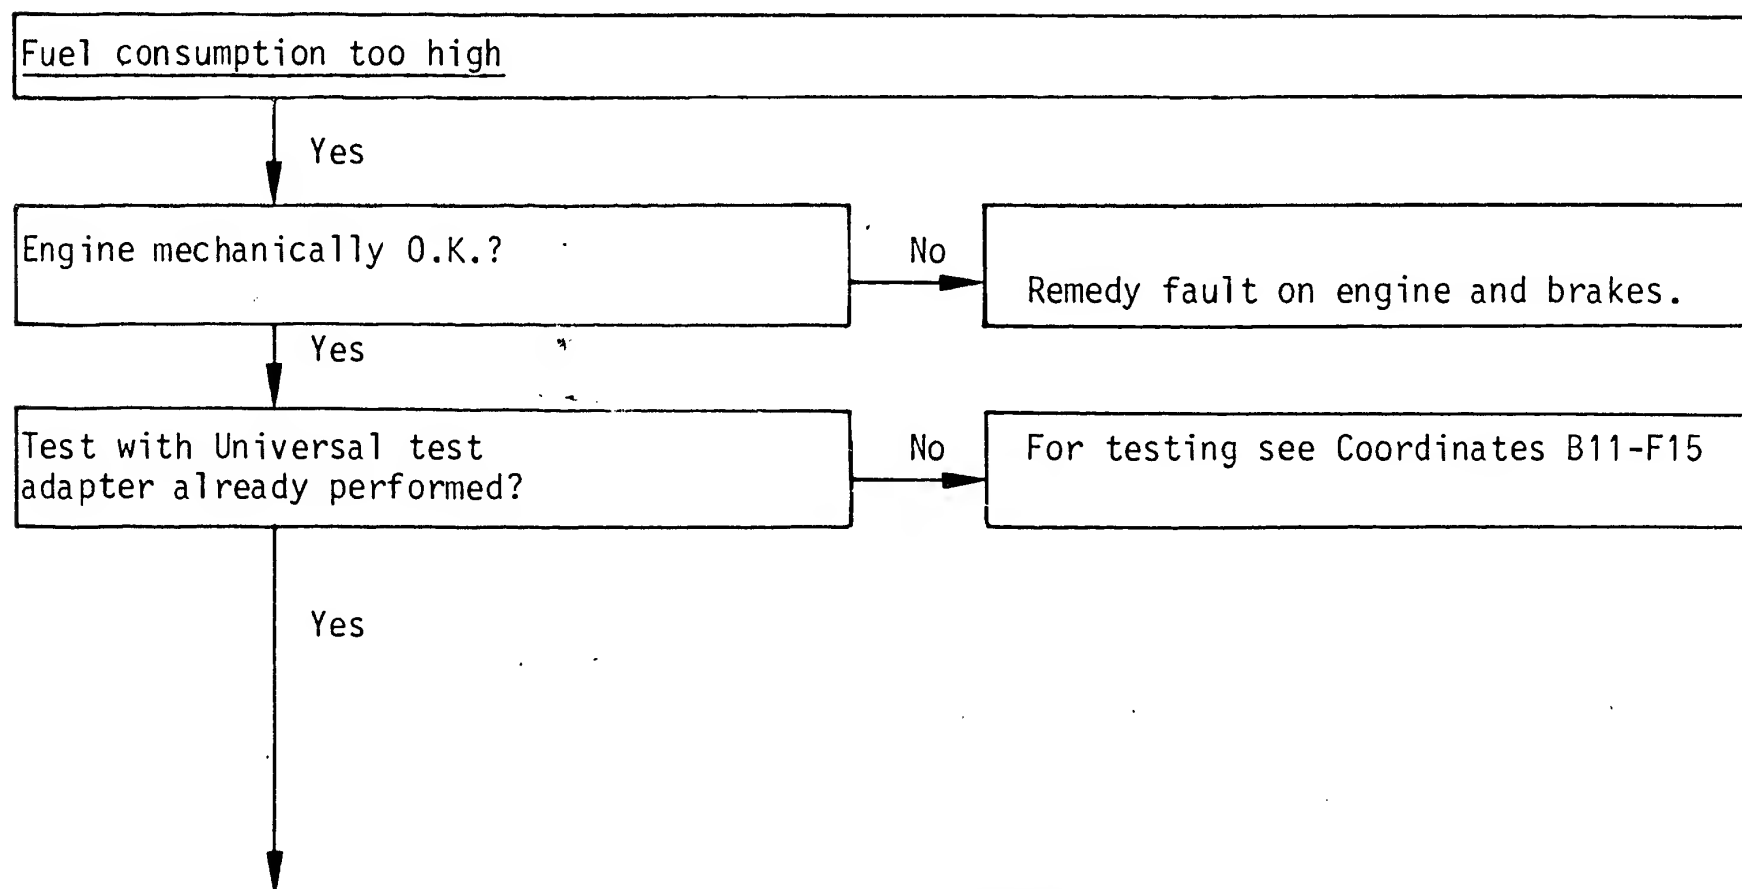 Fuel consumption too high
Yes
Engine mechanically O.K.?
No
Remedy fault on engine and brakes.
Yes
Test with Universal test
adapter already performed?
No
For testing see Coordinates B11-F15
Yes